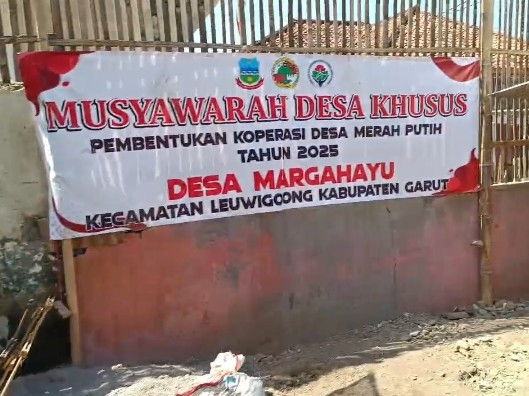 MUSYAWARAH DESA KHUSUS
PEMBENTUKAN KOPERASI DESA MERAH PUTIH
TAHUN 2025
DESA MARGAHAYU
KECAMATAN LEUWIGOONG KABUPATEN GARUT